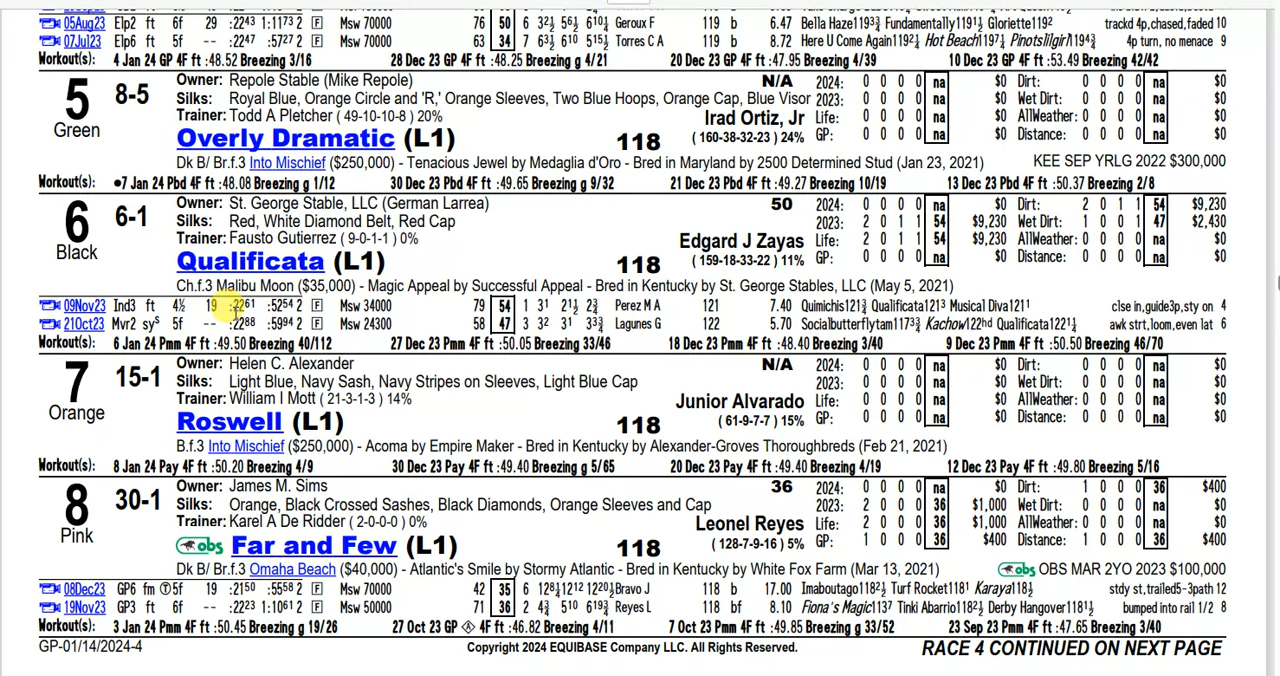 05Aug23 Elp2 ft 6f 29 :2243 1:1173 2 F Msw 70000 76 50 6 32½ 56½ 610¼ Geroux F 119 b 6.47 Bella Haze119¾ Fundamentally119¹½ Gloriette119² trackd 4p,chased,faded 10
07Jul23 Elp6 ft 5f -- :2247 :5727 2 F Msw 70000 63 34 7 63½ 610 515½ Torres C A 119 b 8.72 Here U Come Again119²¼ Hot Beach119¹¼ Pinotslilgirl119⁴¾ 4p turn, no menace 9
Workout(s): 4 Jan 24 GP 4F ft :48.52 Breezing 3/16 28 Dec 23 GP 4F ft :48.25 Breezing g 4/21 20 Dec 23 GP 4F ft :47.95 Breezing 4/39 10 Dec 23 GP 4F ft :53.49 Breezing 42/42
5 8-5 Green
Owner: Repole Stable (Mike Repole) N/A 2024: 0 0 0 0 na $0 Dirt: 0 0 0 0 na $0
Silks: Royal Blue, Orange Circle and 'R,' Orange Sleeves, Two Blue Hoops, Orange Cap, Blue Visor 2023: 0 0 0 0 na $0 Wet Dirt: 0 0 0 0 na $0
Trainer: Todd A Pletcher ( 49-10-10-8 ) 20% Irad Ortiz, Jr Life: 0 0 0 0 na $0 AllWeather: 0 0 0 0 na $0
Overly Dramatic (L1) 118 ( 160-38-32-23 ) 24% GP: 0 0 0 0 na $0 Distance: 0 0 0 0 na $0
Dk B/ Br.f.3 Into Mischief ($250,000) - Tenacious Jewel by Medaglia d'Oro - Bred in Maryland by 2500 Determined Stud (Jan 23, 2021) KEE SEP YRLG 2022 $300,000
Workout(s): ●7 Jan 24 Pbd 4F ft :48.08 Breezing g 1/12 30 Dec 23 Pbd 4F ft :49.65 Breezing g 9/32 21 Dec 23 Pbd 4F ft :49.27 Breezing 10/19 13 Dec 23 Pbd 4F ft :50.37 Breezing 2/8
6 6-1 Black
Owner: St. George Stable, LLC (German Larrea) 50 2024: 0 0 0 0 na $0 Dirt: 2 0 1 1 54 $9,230
Silks: Red, White Diamond Belt, Red Cap 2023: 2 0 1 1 54 $9,230 Wet Dirt: 1 0 0 1 47 $2,430
Trainer: Fausto Gutierrez ( 9-0-1-1 ) 0% Edgard J Zayas Life: 2 0 1 1 54 $9,230 AllWeather: 0 0 0 0 na $0
Qualificata (L1) 118 ( 159-18-33-22 ) 11% GP: 0 0 0 0 na $0 Distance: 0 0 0 0 na $0
Ch.f.3 Malibu Moon ($35,000) - Magic Appeal by Successful Appeal - Bred in Kentucky by St. George Stables, LLC (May 5, 2021)
09Nov23 Ind3 ft 4½ 19 :2261 :5254 2 F Msw 34000 79 54 1 31 21½ 2¾ Perez M A 121 7.40 Quimichis121¾ Qualificata121³ Musical Diva121¹ clse in,guide3p,sty on 4
21Oct23 Mvr2 syS 5f -- :2288 :5994 2 F Msw 24300 58 47 3 32 31 33¾ Lagunes G 122 5.70 Socialbutterflytam117³¾ Kachow122hd Qualificata122¹¼ awk strt,loom,even lat 6
Workout(s): 6 Jan 24 Pmm 4F ft :49.50 Breezing 40/112 27 Dec 23 Pmm 4F ft :50.05 Breezing 33/46 18 Dec 23 Pmm 4F ft :48.40 Breezing 3/40 9 Dec 23 Pmm 4F ft :50.50 Breezing 46/70
7 15-1 Orange
Owner: Helen C. Alexander N/A 2024: 0 0 0 0 na $0 Dirt: 0 0 0 0 na $0
Silks: Light Blue, Navy Sash, Navy Stripes on Sleeves, Light Blue Cap 2023: 0 0 0 0 na $0 Wet Dirt: 0 0 0 0 na $0
Trainer: William I Mott ( 21-3-1-3 ) 14% Junior Alvarado Life: 0 0 0 0 na $0 AllWeather: 0 0 0 0 na $0
Roswell (L1) 118 ( 61-9-7-7 ) 15% GP: 0 0 0 0 na $0 Distance: 0 0 0 0 na $0
B.f.3 Into Mischief ($250,000) - Acoma by Empire Maker - Bred in Kentucky by Alexander-Groves Thoroughbreds (Feb 21, 2021)
Workout(s): 8 Jan 24 Pay 4F ft :50.20 Breezing 4/9 30 Dec 23 Pay 4F ft :49.40 Breezing g 5/65 20 Dec 23 Pay 4F ft :49.40 Breezing 4/19 12 Dec 23 Pay 4F ft :49.80 Breezing 5/16
8 30-1 Pink
Owner: James M. Sims 36 2024: 0 0 0 0 na $0 Dirt: 1 0 0 0 36 $400
Silks: Orange, Black Crossed Sashes, Black Diamonds, Orange Sleeves and Cap 2023: 2 0 0 0 36 $1,000 Wet Dirt: 0 0 0 0 na $0
Trainer: Karel A De Ridder ( 2-0-0-0 ) 0% Leonel Reyes Life: 2 0 0 0 36 $1,000 AllWeather: 0 0 0 0 na $0
obs Far and Few (L1) 118 ( 128-7-9-16 ) 5% GP: 1 0 0 0 36 $400 Distance: 1 0 0 0 36 $400
Dk B/ Br.f.3 Omaha Beach ($40,000) - Atlantic's Smile by Stormy Atlantic - Bred in Kentucky by White Fox Farm (Mar 13, 2021) obs OBS MAR 2YO 2023 $100,000
08Dec23 GP6 fm Ⓣ5f 19 :2150 :5558 2 F Msw 70000 42 35 6 128¼ 1212 1220¼ Bravo J 118 b 17.00 Imaboutago118²½ Turf Rocket118¹ Karaya118½ stdy st,trailed5-3path 12
19Nov23 GP3 ft 6f -- :2223 1:1061 2 F Msw 50000 71 36 2 4¾ 510 619¾ Reyes L 118 bf 8.10 Fiona's Magic113⁷ Tinki Abarrio118²½ Derby Hangover118¹½ bumped into rail 1/2 8
Workout(s): 3 Jan 24 Pmm 4F ft :50.45 Breezing g 19/26 27 Oct 23 GP 4F ft :46.82 Breezing 4/11 7 Oct 23 Pmm 4F ft :49.85 Breezing g 33/52 23 Sep 23 Pmm 4F ft :47.65 Breezing 3/40
GP-01/14/2024-4 Copyright 2024 EQUIBASE Company LLC. All Rights Reserved. RACE 4 CONTINUED ON NEXT PAGE